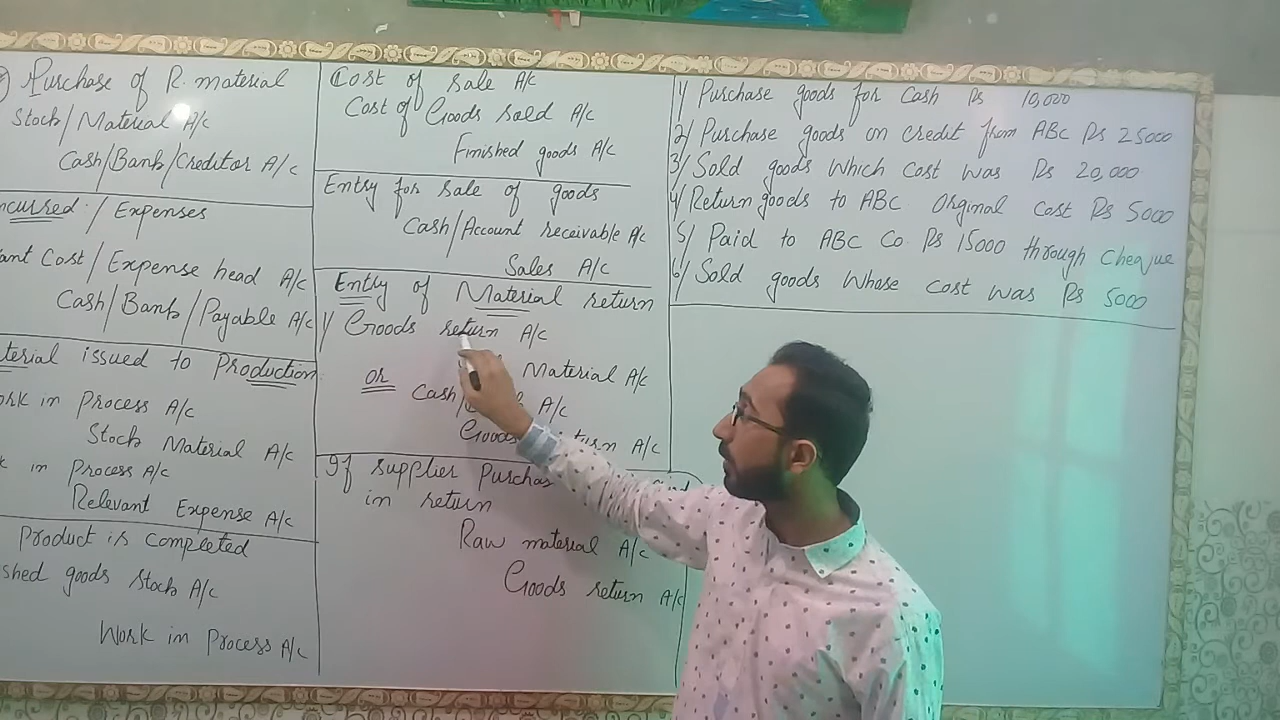 Purchase of R. material
Stock/Material A/c
Cash/Bank/Creditor A/c
ncurred / Expenses
ant Cost/Expense head A/c
Cash/Bank/Payable A/c
terial issued to Production
ork in Process A/c
Stock Material A/c
k in Process A/c
Relevant Expense A/c
Product is completed
shed goods stock A/c
Work in Process A/c
Cost of Sale A/c
Cost of Goods sold A/c
Finished goods A/c
Entry for sale of goods
Cash/Account receivable A/c
Sales A/c
Entry of Material return
1/ Goods return A/c
Material A/c
or Cash/ A/c
Goods turn A/c
If supplier Purchas
in return
Raw material A/c
Goods return A/c
1/ Purchase goods for Cash Rs 10,000
2/ Purchase goods on credit from ABC Rs 25000
3/ Sold goods Which Cost was Rs 20,000
4/ Return goods to ABC Orginal Cost Rs 5000
5/ Paid to ABC Co. Rs 15000 through Cheque
6/ Sold goods Whose Cost was Rs 5000